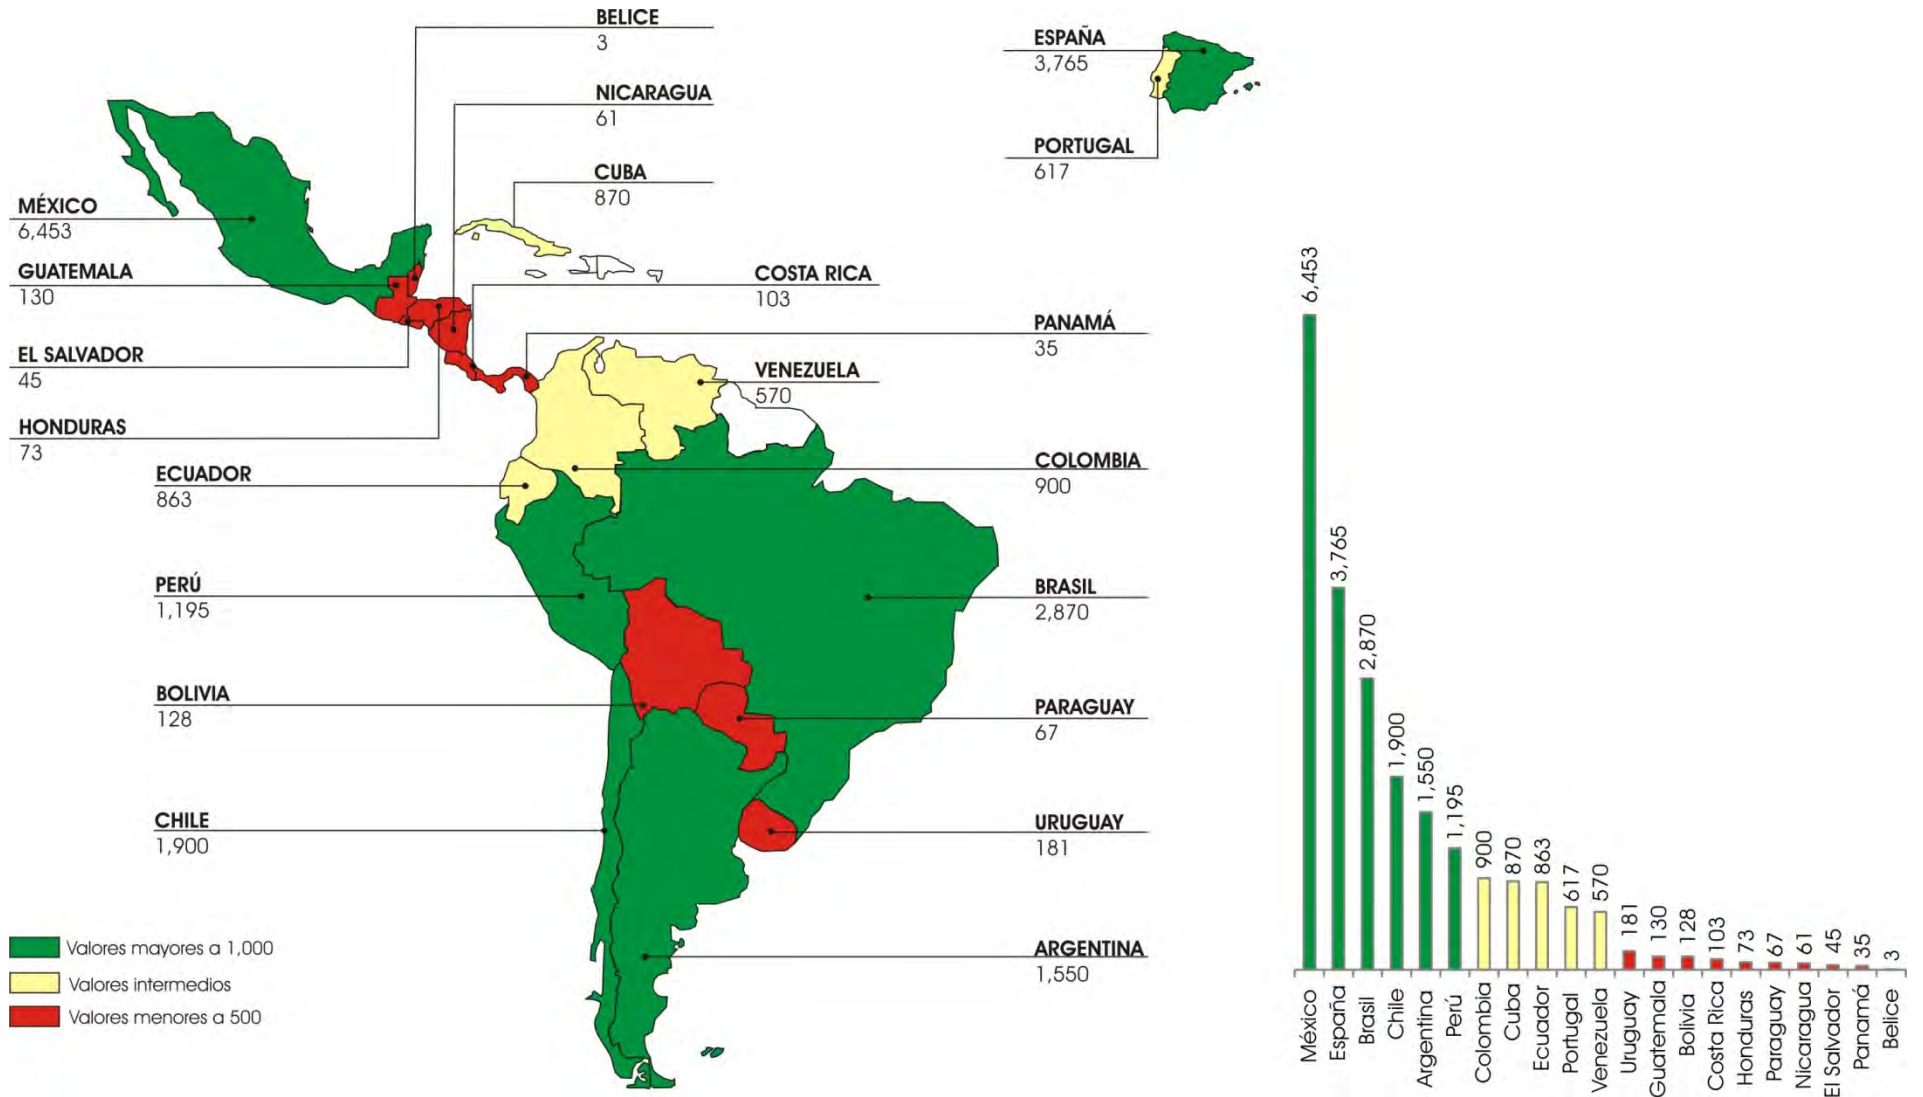 BELICE
3
NICARAGUA
61
CUBA
870
MÉXICO
6,453
GUATEMALA
130
EL SALVADOR
45
HONDURAS
73
COSTA RICA
103
PANAMÁ
35
VENEZUELA
570
ECUADOR
863
COLOMBIA
900
PERÚ
1,195
BRASIL
2,870
BOLIVIA
128
PARAGUAY
67
CHILE
1,900
URUGUAY
181
ARGENTINA
1,550
ESPAÑA
3,765
PORTUGAL
617
Valores mayores a 1,000
Valores intermedios
Valores menores a 500
6,453
3,765
2,870
1,900
1,550
1,195
900
870
863
617
570
181
130
128
103
73
67
61
45
35
3
México
España
Brasil
Chile
Argentina
Perú
Colombia
Cuba
Ecuador
Portugal
Venezuela
Uruguay
Guatemala
Bolivia
Costa Rica
Honduras
Paraguay
Nicaragua
El Salvador
Panamá
Belice